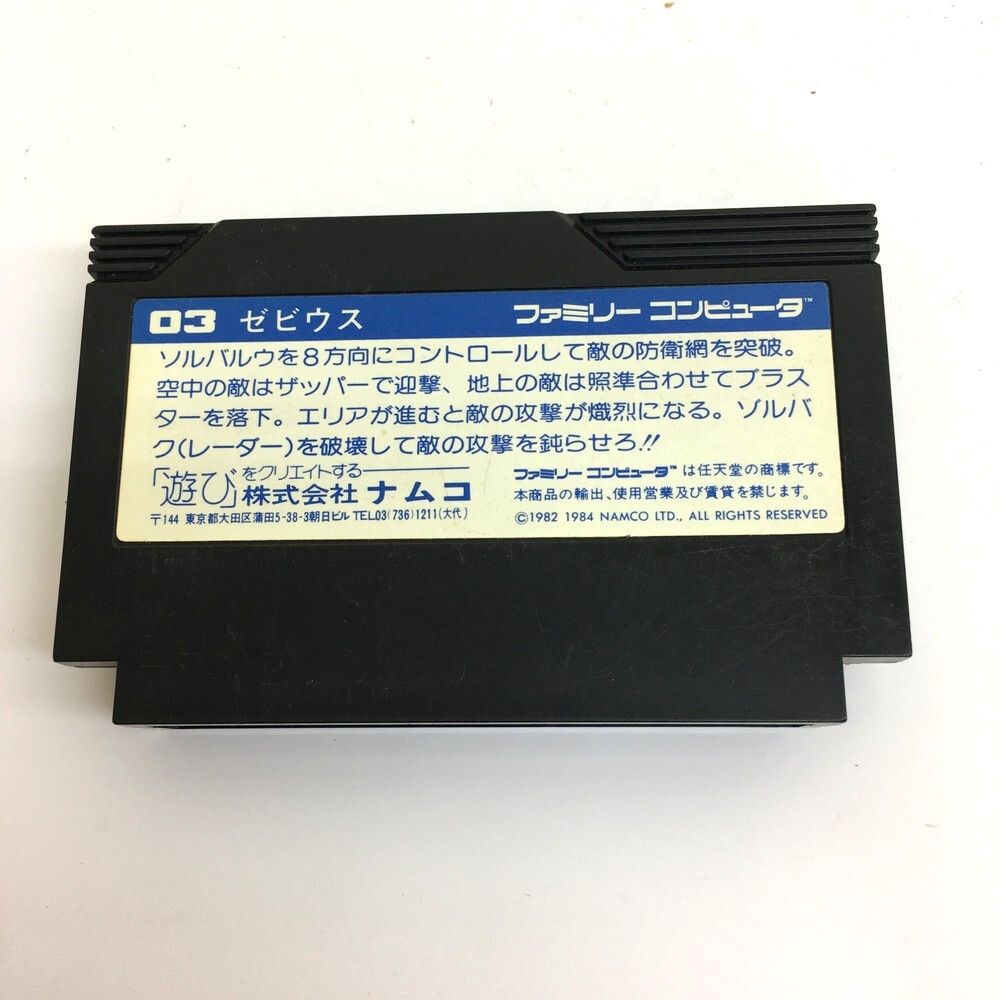 03 ゼビウス ファミリー コンピュータ™
ソルバルウを8方向にコントロールして敵の防衛網を突破。
空中の敵はザッパーで迎撃、地上の敵は照準合わせてブラス
ターを落下。エリアが進むと敵の攻撃が熾烈になる。ゾルバ
ク(レーダー)を破壊して敵の攻撃を鈍らせろ!!
「遊び」をクリエイトする
株式会社 ナムコ
〒144 東京都大田区蒲田5-38-3朝日ビル TEL.03(736)1211(大代)
ファミリー コンピュータ™ は任天堂の商標です。
本商品の輸出、使用営業及び賃貸を禁じます。
©1982 1984 NAMCO LTD., ALL RIGHTS RESERVED